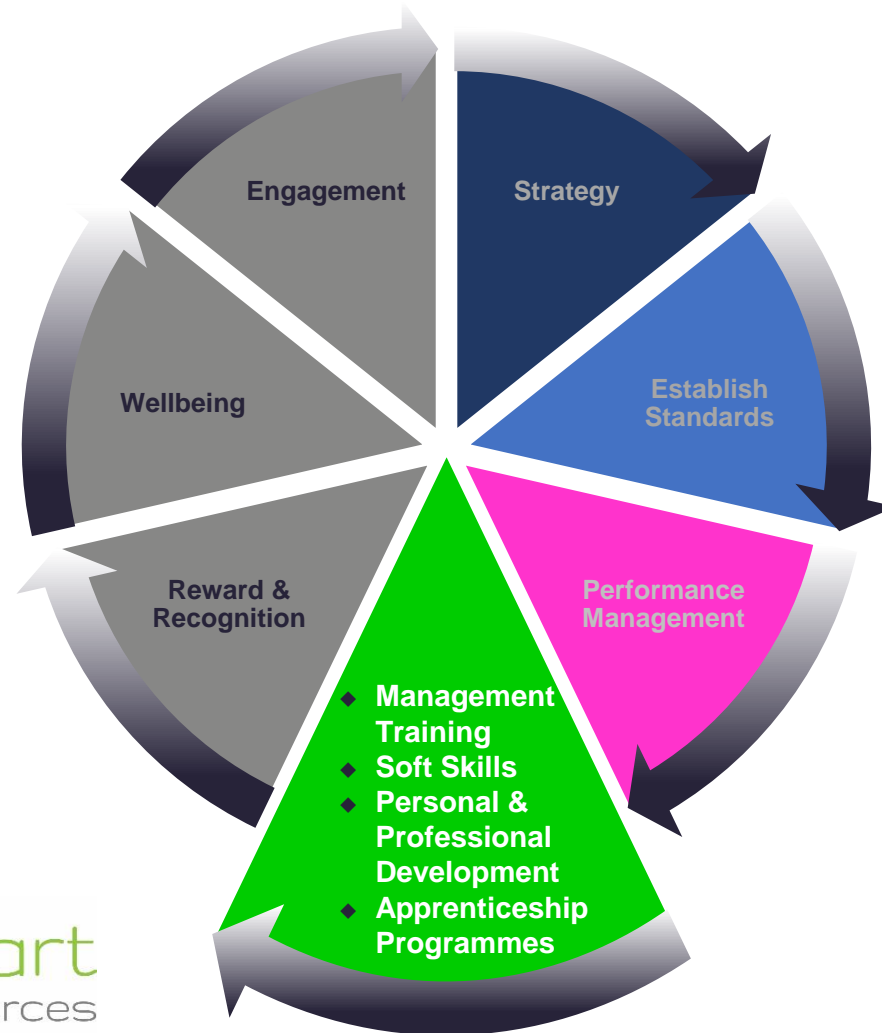 Engagement
Strategy
Establish
Standards
Wellbeing
Reward &
Recognition
Performance
Management
Management
Training
Soft Skills
Personal &
Professional
Development
Apprenticeship
Programmes
art
rces